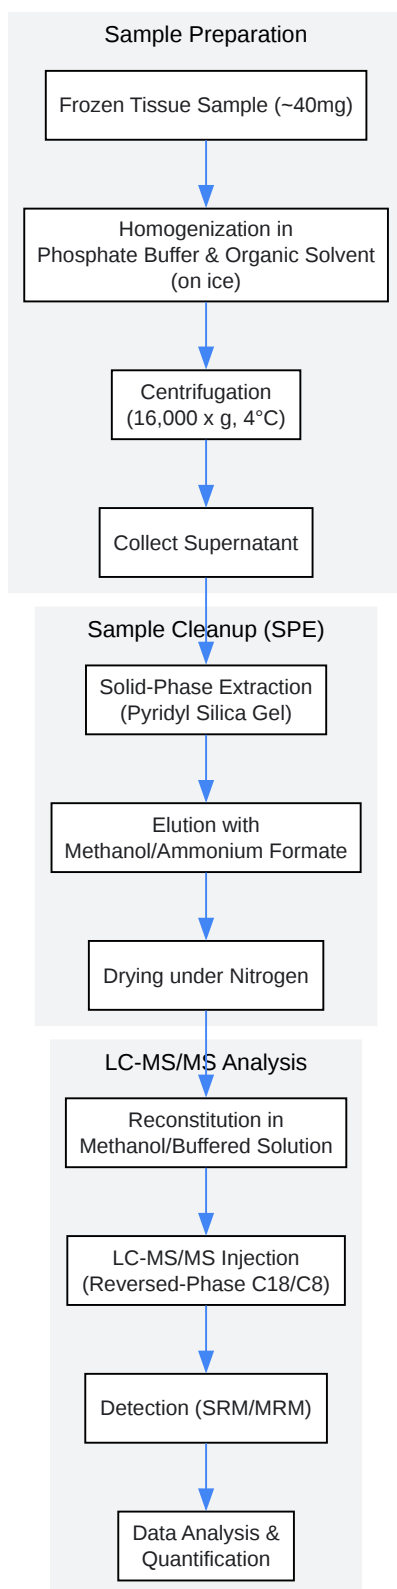 Sample Preparation
Frozen Tissue Sample (~40mg)
Homogenization in
Phosphate Buffer & Organic Solvent
(on ice)
Centrifugation
(16,000 x g, 4°C)
Collect Supernatant
Sample Cleanup (SPE)
Solid-Phase Extraction
(Pyridyl Silica Gel)
Elution with
Methanol/Ammonium Formate
Drying under Nitrogen
LC-MS/MS Analysis
Reconstitution in
Methanol/Buffered Solution
LC-MS/MS Injection
(Reversed-Phase C18/C8)
Detection (SRM/MRM)
Data Analysis &
Quantification